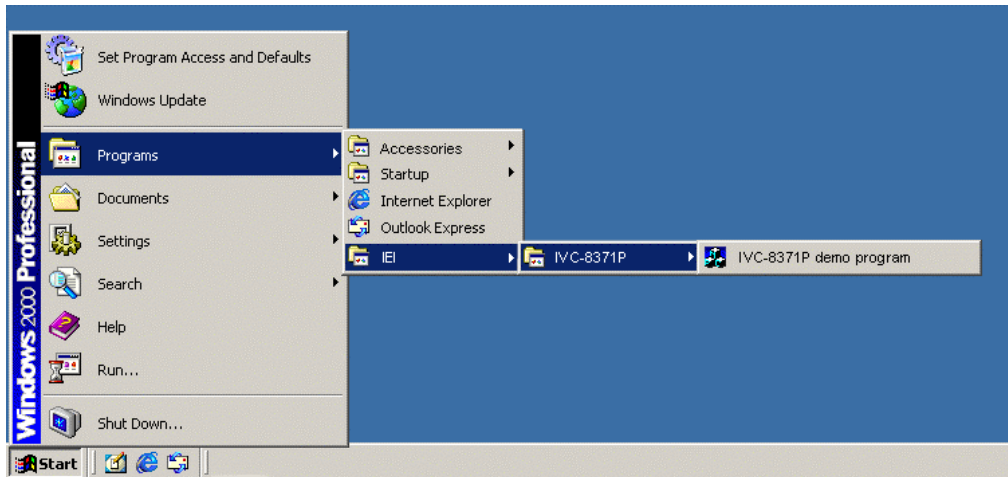 Set Program Access and Defaults
Windows Update
Programs
Documents
Settings
Search
Help
Run...
Shut Down...
Windows 2000 Professional
Accessories
Startup
Internet Explorer
Outlook Express
IEI
IVC-8371P
IVC-8371P demo program
Start